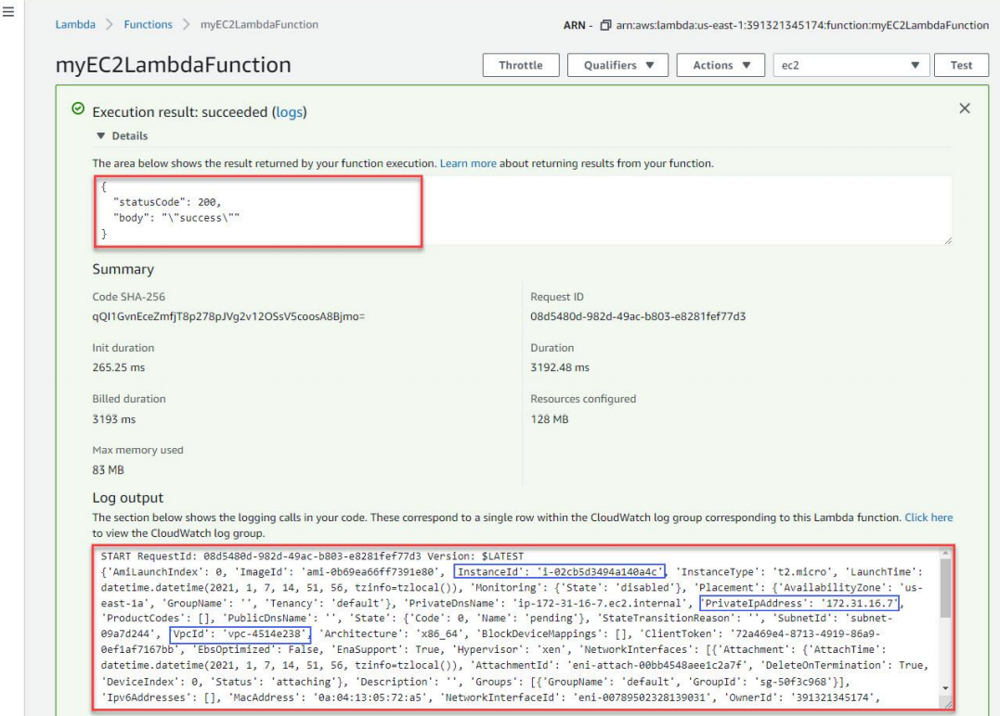 Lambda > Functions > myEC2LambdaFunction
ARN - arn:aws:lambda:us-east-1:391321345174:function:myEC2LambdaFunction
myEC2LambdaFunction
Throttle
Qualifiers ▼
Actions ▼
ec2 ▼
Test
Execution result: succeeded (logs)
▼ Details
The area below shows the result returned by your function execution. Learn more about returning results from your function.
{
"statusCode": 200,
"body": "\"success\""
}
Summary
Code SHA-256
qQI1GvnEceZmfjT8p278pJVg2v12OSsV5coosA8Bjmo=
Request ID
08d5480d-982d-49ac-b803-e8281fef77d3
Init duration
265.25 ms
Duration
3192.48 ms
Billed duration
3193 ms
Resources configured
128 MB
Max memory used
83 MB
Log output
The section below shows the logging calls in your code. These correspond to a single row within the CloudWatch log group corresponding to this Lambda function. Click here
to view the CloudWatch log group.
START RequestId: 08d5480d-982d-49ac-b803-e8281fef77d3 Version: $LATEST
{'AmiLaunchIndex': 0, 'ImageId': 'ami-0b69ea66ff7391e80', 'InstanceId': 'i-02cb5d3494a140a4c', 'InstanceType': 't2.micro', 'LaunchTime':
datetime.datetime(2021, 1, 7, 14, 51, 56, tzinfo=tzlocal()), 'Monitoring': {'State': 'disabled'}, 'Placement': {'AvailabilityZone': 'us-
east-1a', 'GroupName': '', 'Tenancy': 'default'}, 'PrivateDnsName': 'ip-172-31-16-7.ec2.internal', 'PrivateIpAddress': '172.31.16.7',
'ProductCodes': [], 'PublicDnsName': '', 'State': {'Code': 0, 'Name': 'pending'}, 'StateTransitionReason': '', 'SubnetId': 'subnet-
09a7d244', 'VpcId': 'vpc-4514e238', 'Architecture': 'x86_64', 'BlockDeviceMappings': [], 'ClientToken': '72a469e4-8713-4919-86a9-
0ef1af7167bb', 'EbsOptimized': False, 'EnaSupport': True, 'Hypervisor': 'xen', 'NetworkInterfaces': [{'Attachment': {'AttachTime':
datetime.datetime(2021, 1, 7, 14, 51, 56, tzinfo=tzlocal()), 'AttachmentId': 'eni-attach-00bb4548aee1c2a7f', 'DeleteOnTermination': True,
'DeviceIndex': 0, 'Status': 'attaching'}, 'Description': '', 'Groups': [{'GroupName': 'default', 'GroupId': 'sg-50f3c968'}],
'Ipv6Addresses': [], 'MacAddress': '0a:04:13:05:72:a5', 'NetworkInterfaceId': 'eni-00789502328139031', 'OwnerId': '391321345174',